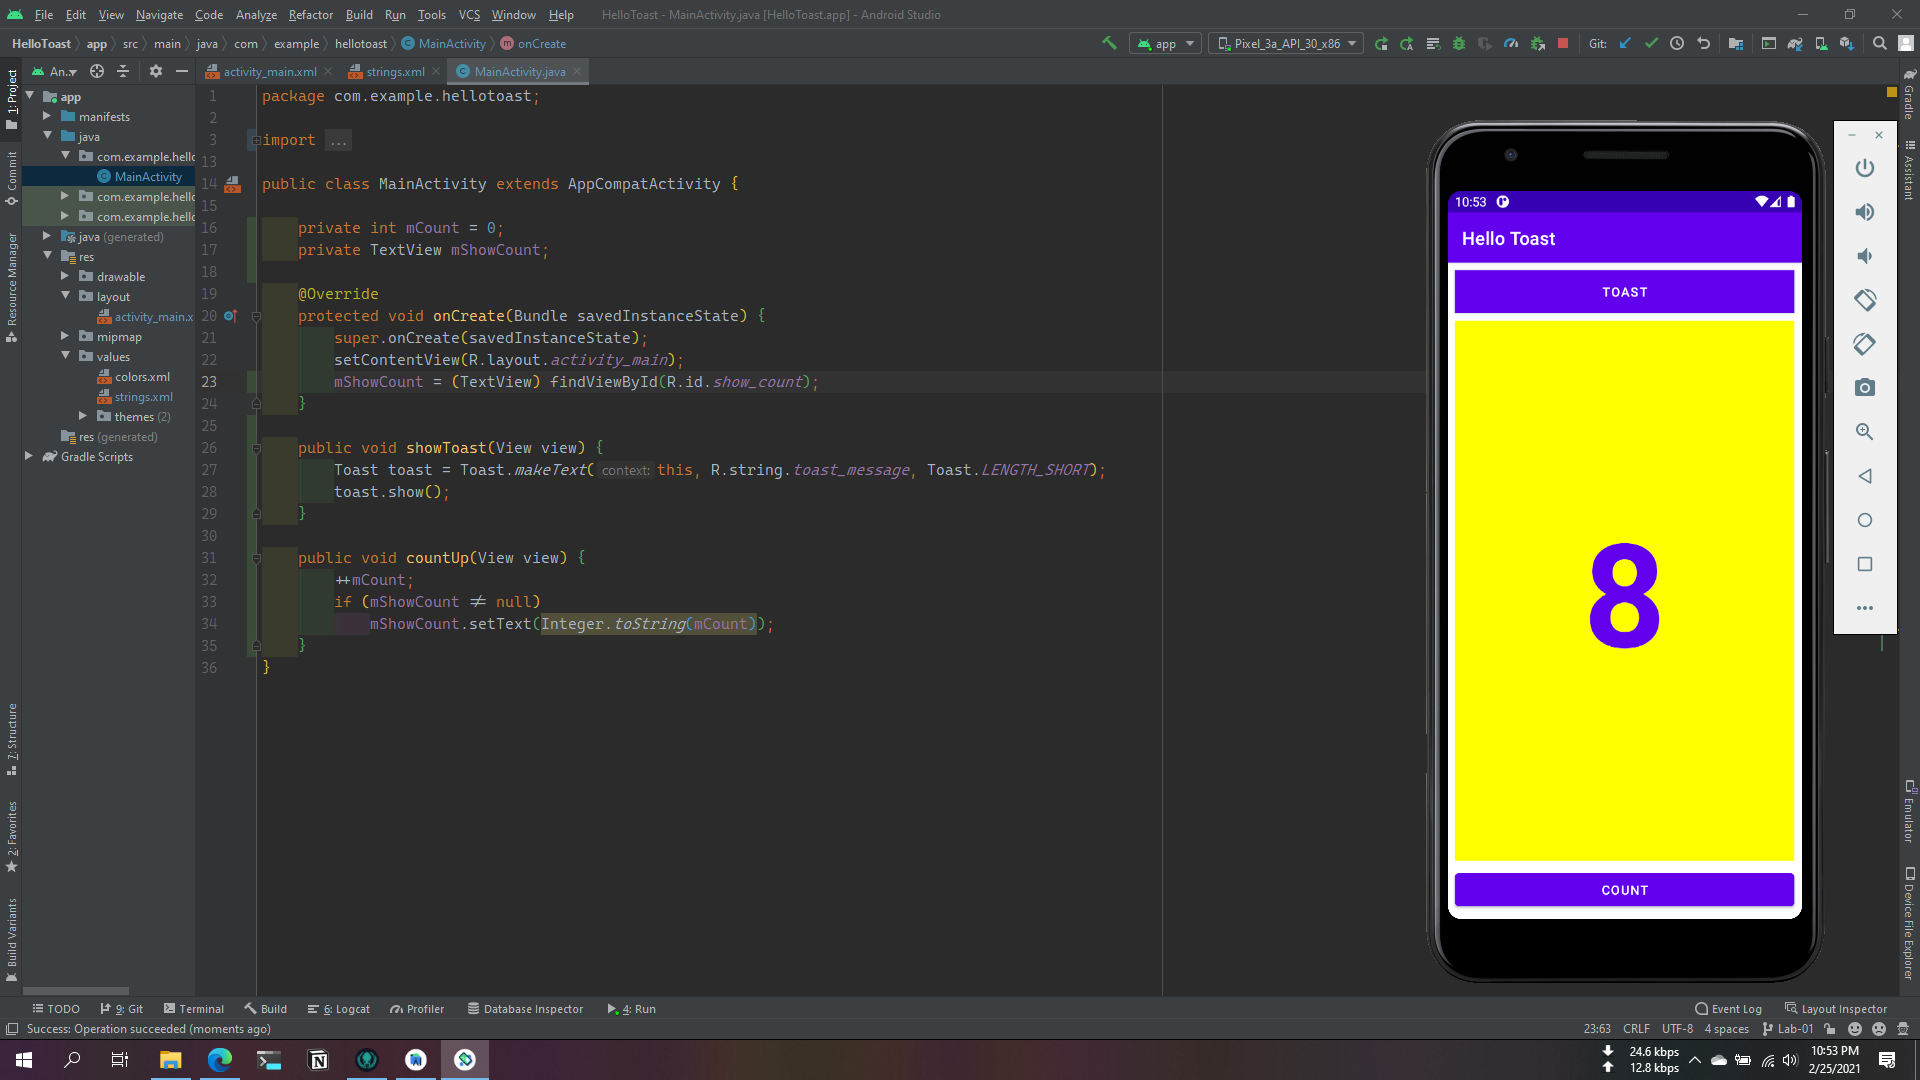 File Edit View Navigate Code Analyze Refactor Build Run Tools VCS Window Help HelloToast - MainActivity.java [HelloToast.app] - Android Studio
HelloToast app src main java com example hellotoast MainActivity onCreate app Pixel_3a_API_30_x86 Git:
An.. activity_main.xml strings.xml MainActivity.java
1: Project
Commit
Resource Manager
7: Structure
2: Favorites
Build Variants
app
manifests
java
com.example.hello
MainActivity
com.example.hello
com.example.hello
java (generated)
res
drawable
layout
activity_main.x
mipmap
values
colors.xml
strings.xml
themes (2)
res (generated)
Gradle Scripts
1 package com.example.hellotoast;
2
3 import ...
13
14 public class MainActivity extends AppCompatActivity {
15
16 private int mCount = 0;
17 private TextView mShowCount;
18
19 @Override
20 protected void onCreate(Bundle savedInstanceState) {
21 super.onCreate(savedInstanceState);
22 setContentView(R.layout.activity_main);
23 mShowCount = (TextView) findViewById(R.id.show_count);
24 }
25
26 public void showToast(View view) {
27 Toast toast = Toast.makeText( context: this, R.string.toast_message, Toast.LENGTH_SHORT);
28 toast.show();
29 }
30
31 public void countUp(View view) {
32 ++mCount;
33 if (mShowCount ≠ null)
34 mShowCount.setText(Integer.toString(mCount));
35 }
36 }
10:53
Hello Toast
TOAST
8
COUNT
Gradle
Assistant
Emulator
Device File Explorer
TODO 9: Git Terminal Build 6: Logcat Profiler Database Inspector 4: Run Event Log Layout Inspector
Success: Operation succeeded (moments ago) 23:63 CRLF UTF-8 4 spaces Lab-01
24.6 kbps
12.8 kbps
10:53 PM
2/25/2021